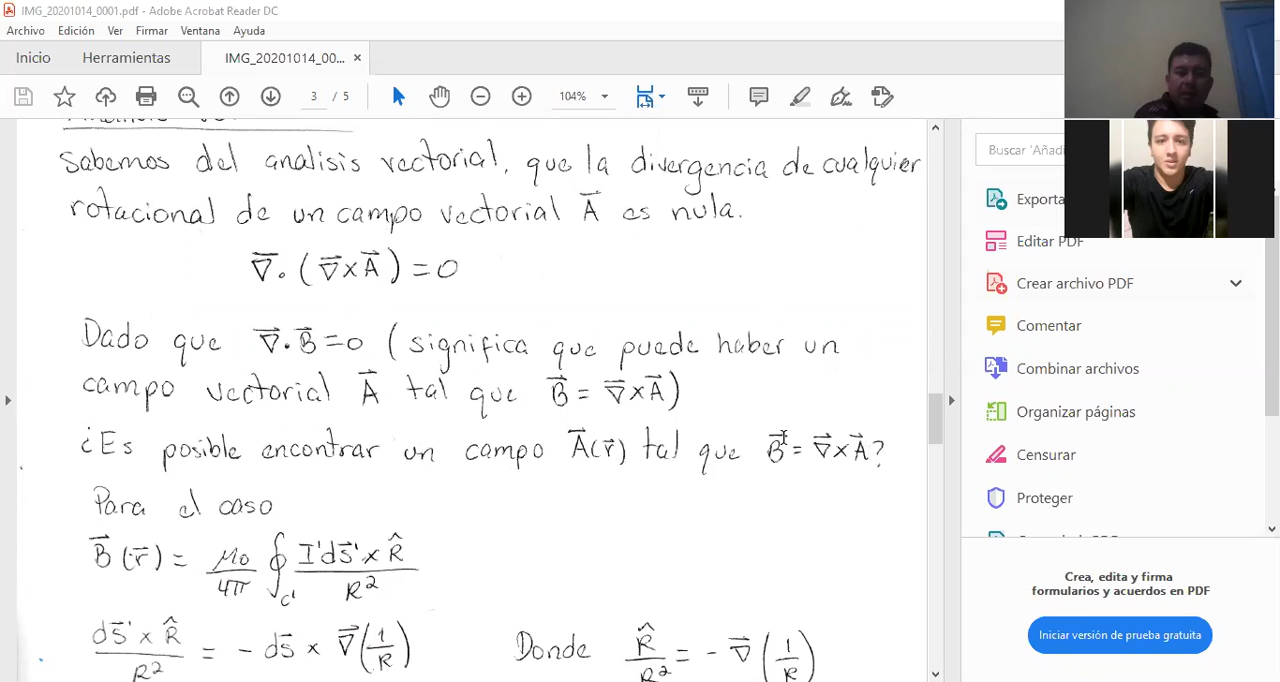 IMG_20201014_0001.pdf - Adobe Acrobat Reader DC
Archivo Edición Ver Firmar Ventana Ayuda
Inicio Herramientas IMG_20201014_00... ×
3 / 5 104%
Sabemos del analisis vectorial, que la divergencia de cualquier
rotacional de un campo vectorial A⃗ es nula.
∇⃗·(∇⃗×A⃗)=0
Dado que ∇⃗·B⃗=0 (significa que puede haber un
campo vectorial A⃗ tal que B⃗=∇⃗×A⃗)
¿Es posible encontrar un campo A⃗(r⃗) tal que B⃗=∇⃗×A⃗?
Para el caso
B⃗(r⃗) = μo/4π ∮c' I'ds⃗'×R̂/R²
ds⃗'×R̂/R² = -ds⃗ × ∇⃗(1/R) Donde R̂/R² = -∇⃗(1/R)
Buscar 'Añadi
Exporta
Editar PDF
Crear archivo PDF
Comentar
Combinar archivos
Organizar páginas
Censurar
Proteger
Crea, edita y firma
formularios y acuerdos en PDF
Iniciar versión de prueba gratuita